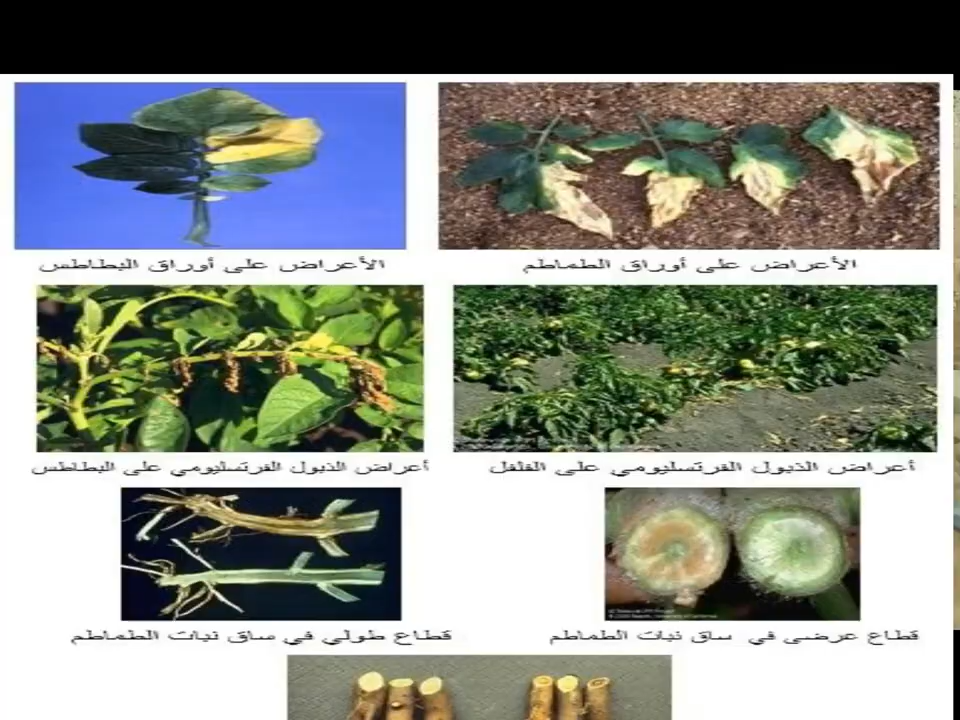 الأعراض على أوراق الطماطم
الأعراض على أوراق البطاطس
أعراض الذبول الفرتسليومي على الفلفل
أعراض الذبول الفرتسليومي على البطاطس
قطاع عرضى في ساق نبات الطماطم
قطاع طولي في ساق نبات الطماطم